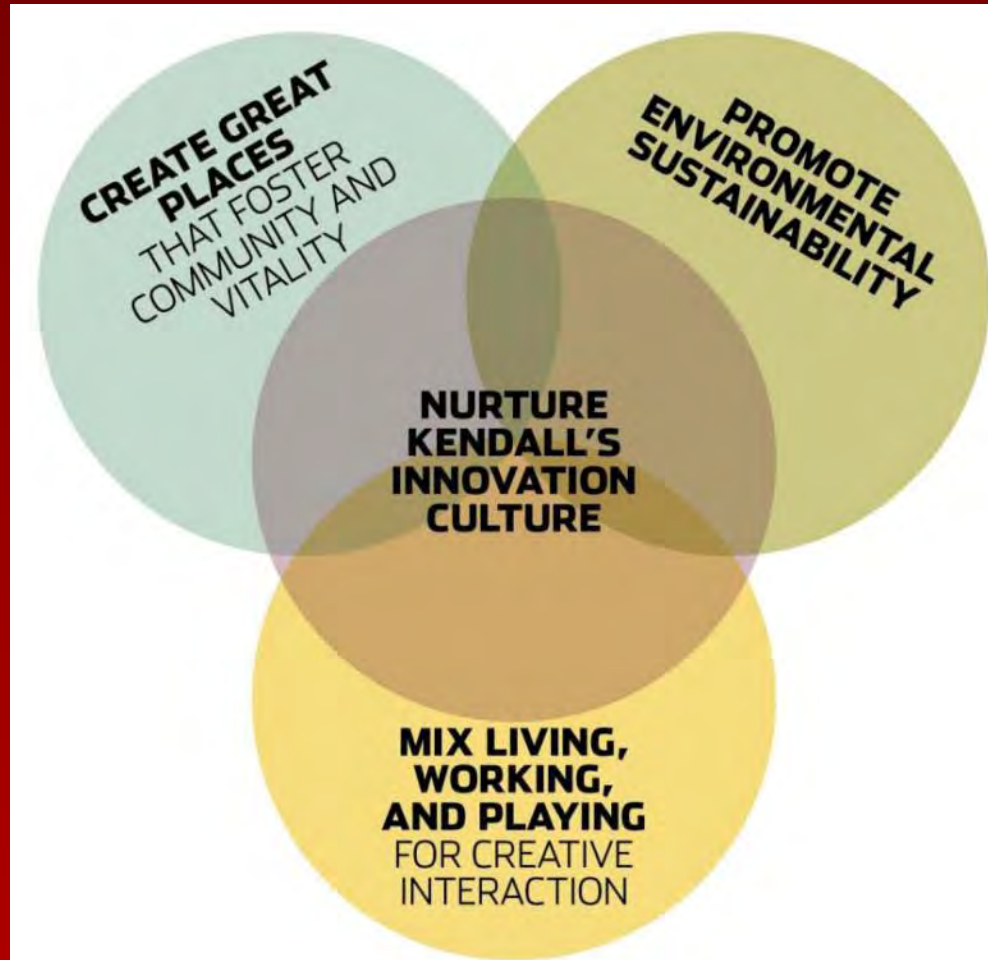 CREATE GREAT
PLACES
THAT FOSTER
COMMUNITY AND
VITALITY
PROMOTE
ENVIRONMENTAL
SUSTAINABILITY
NURTURE
KENDALL'S
INNOVATION
CULTURE
MIX LIVING,
WORKING,
AND PLAYING
FOR CREATIVE
INTERACTION